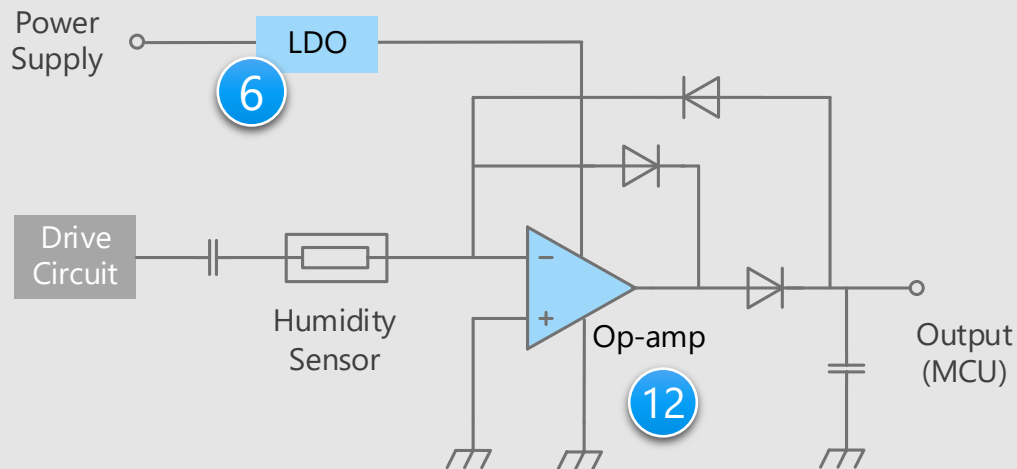 Power
Supply
LDO
6
Drive
Circuit
Humidity
Sensor
−
+
Op-amp
12
Output
(MCU)